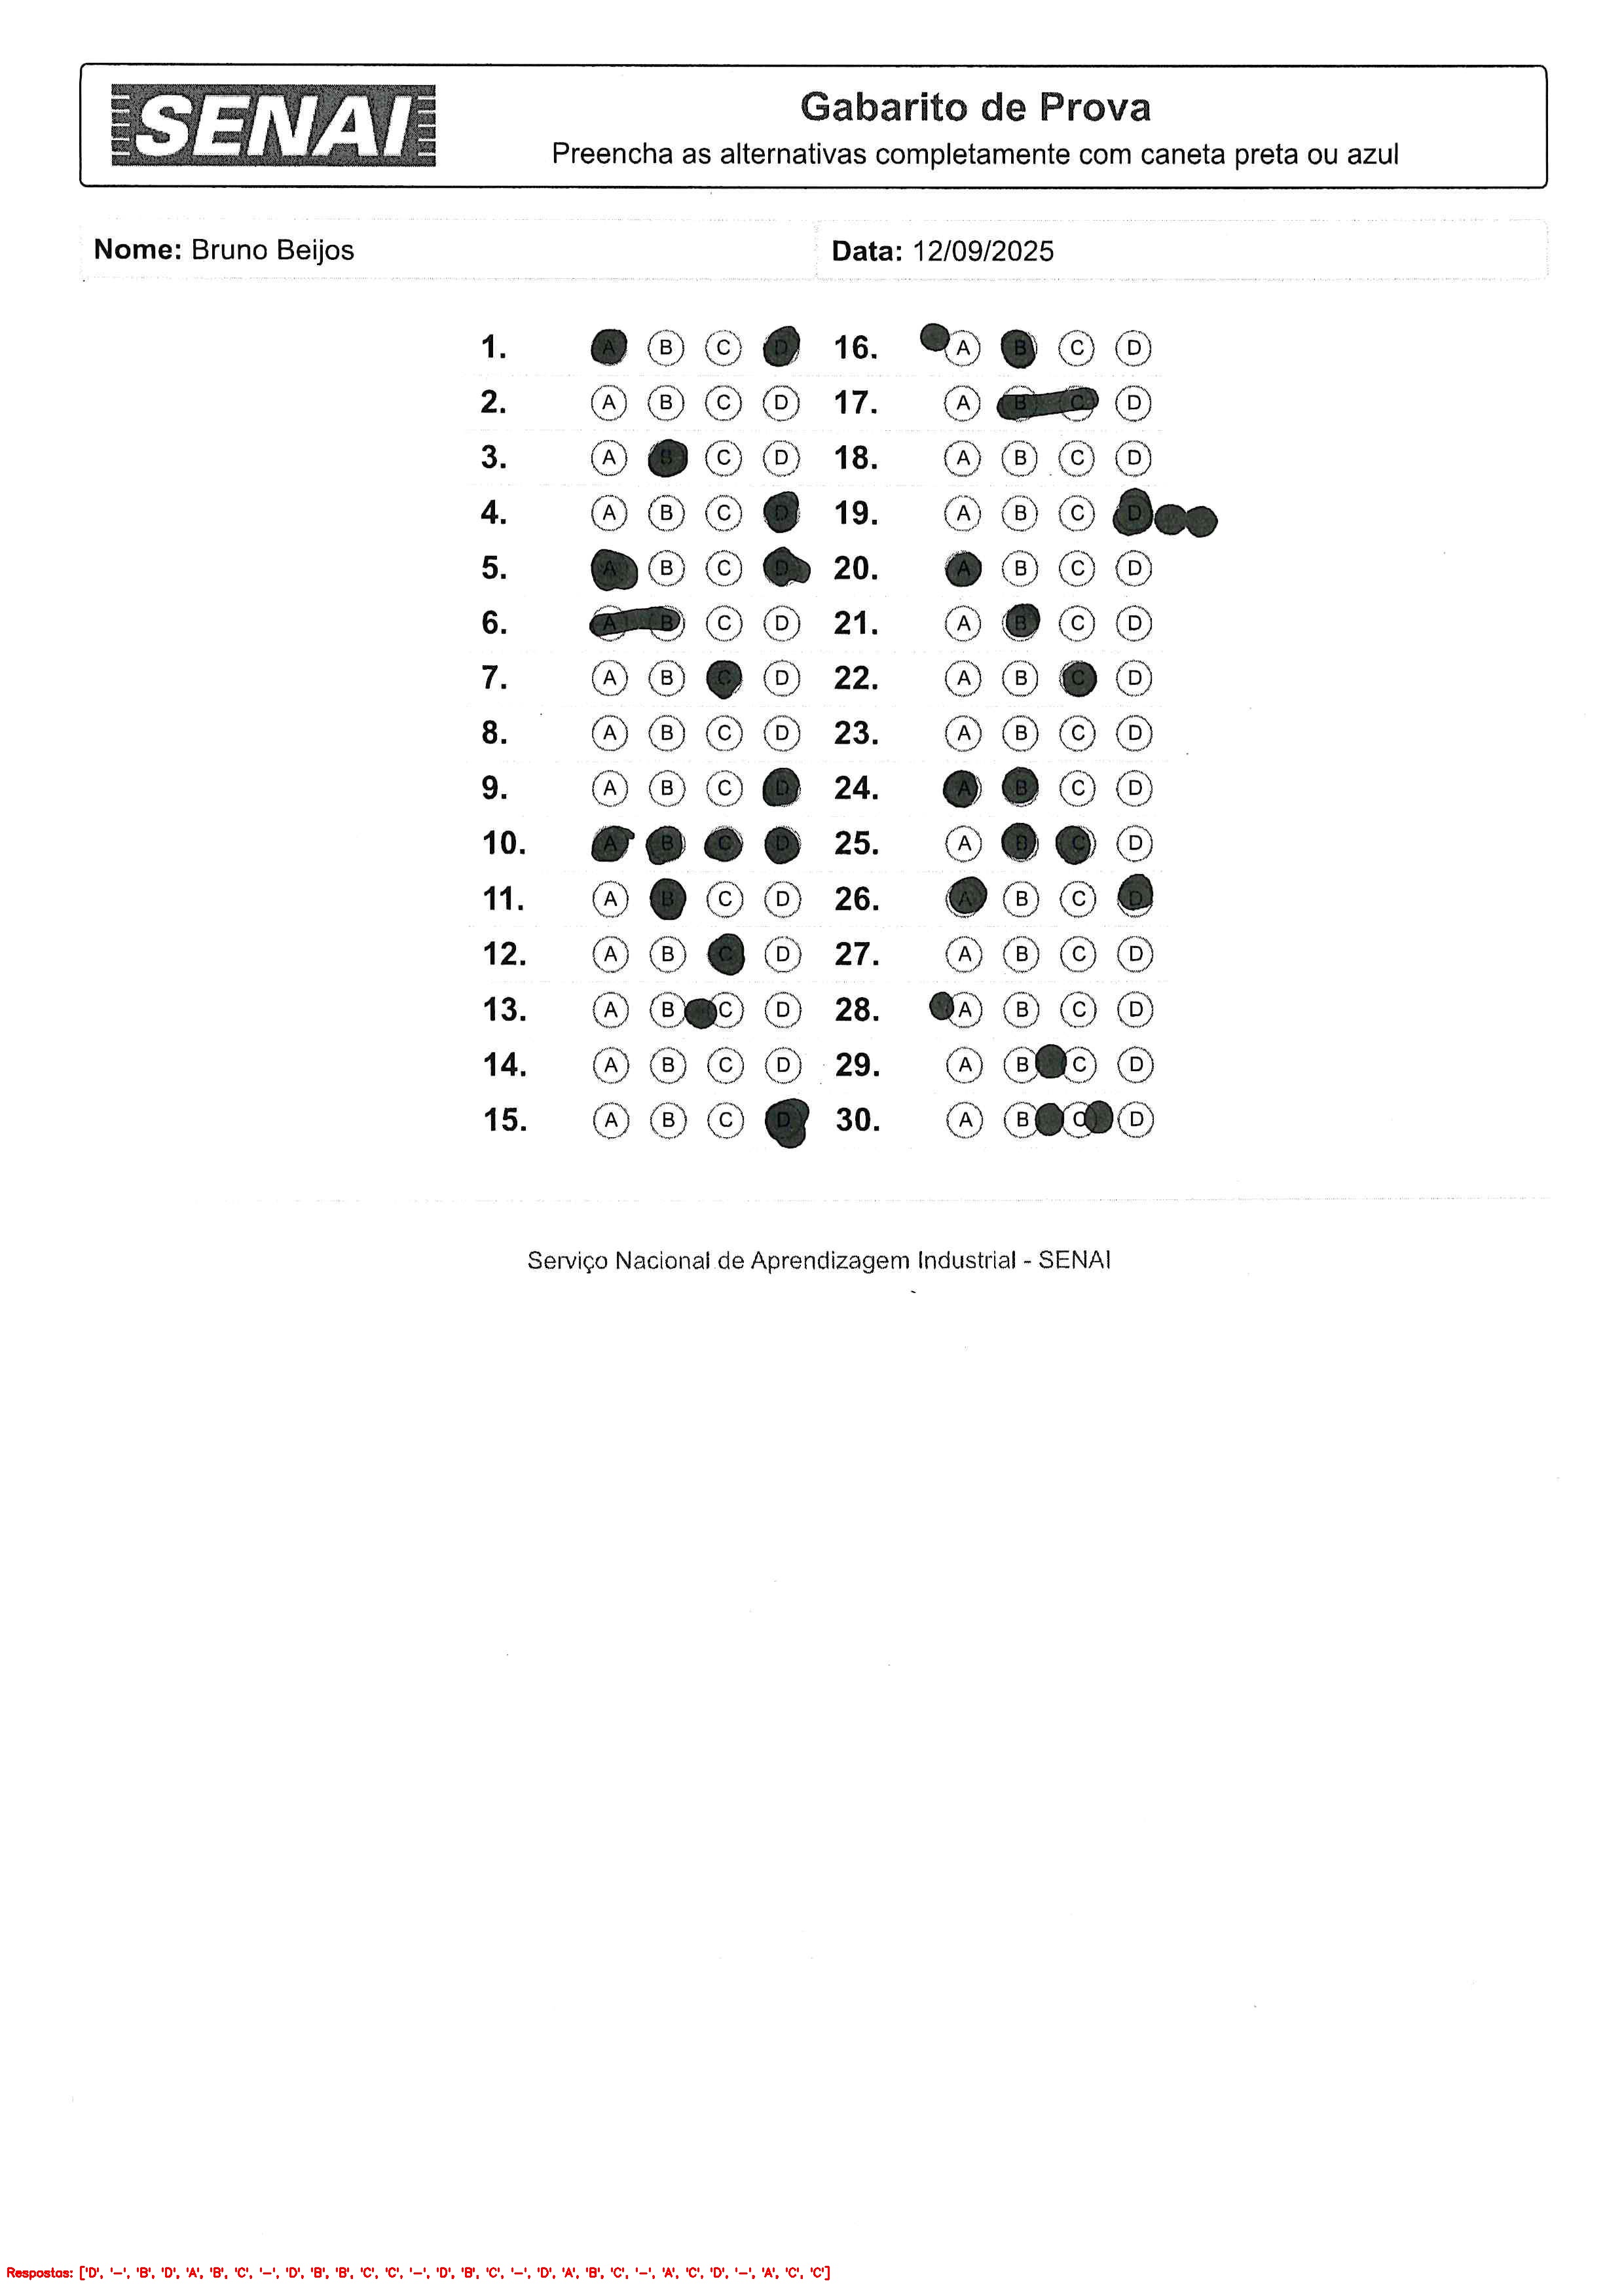 SENAI
Gabarito de Prova
Preencha as alternativas completamente com caneta preta ou azul
Nome: Bruno Beijos
Data: 12/09/2025
1. A B C D 16. A B C D
2. A B C D 17. A B C D
3. A B C D 18. A B C D
4. A B C D 19. A B C D
5. A B C D 20. A B C D
6. A B C D 21. A B C D
7. A B C D 22. A B C D
8. A B C D 23. A B C D
9. A B C D 24. A B C D
10. A B C D 25. A B C D
11. A B C D 26. A B C D
12. A B C D 27. A B C D
13. A B C D 28. A B C D
14. A B C D 29. A B C D
15. A B C D 30. A B C D
Serviço Nacional de Aprendizagem Industrial - SENAI
Respostas: ['D', '-', 'B', 'D', 'A', 'B', 'C', '-', 'D', 'B', 'B', 'C', 'C', '-', 'D', 'B', 'C', '-', 'D', 'A', 'B', 'C', '-', 'A', 'C', 'D', '-', 'A', 'C', 'C']